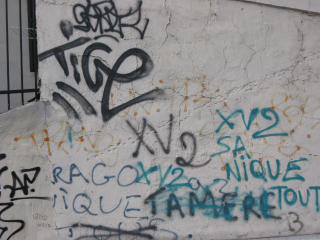 TIGE
XV2
XV2
SA
NIQUE
TOUT
RAGO XV2
NIQUE TAMERE
B